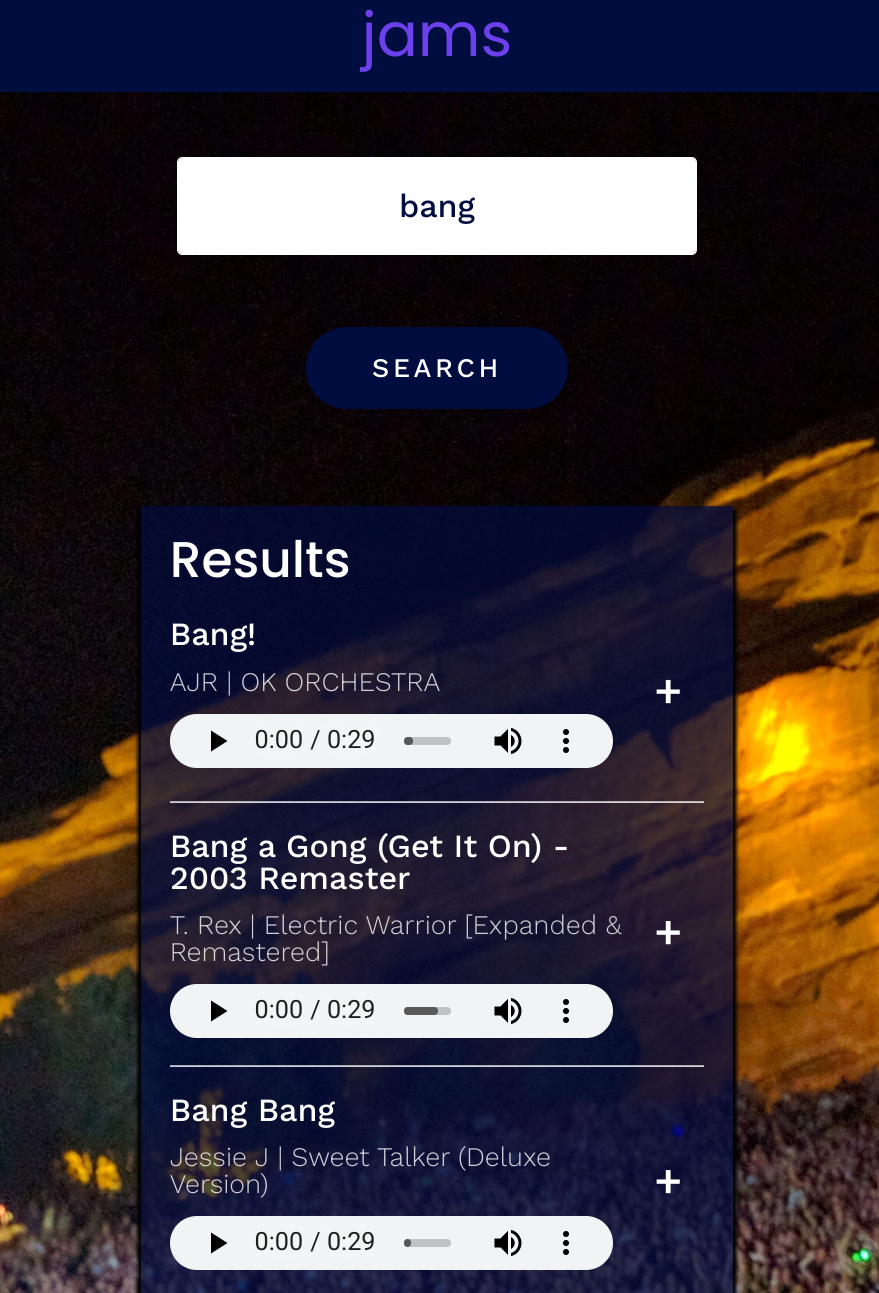 jams
bang
SEARCH
Results
Bang!
AJR | OK ORCHESTRA
+
0:00 / 0:29
Bang a Gong (Get It On) -
2003 Remaster
T. Rex | Electric Warrior [Expanded &
Remastered]
+
0:00 / 0:29
Bang Bang
Jessie J | Sweet Talker (Deluxe
Version)
+
0:00 / 0:29